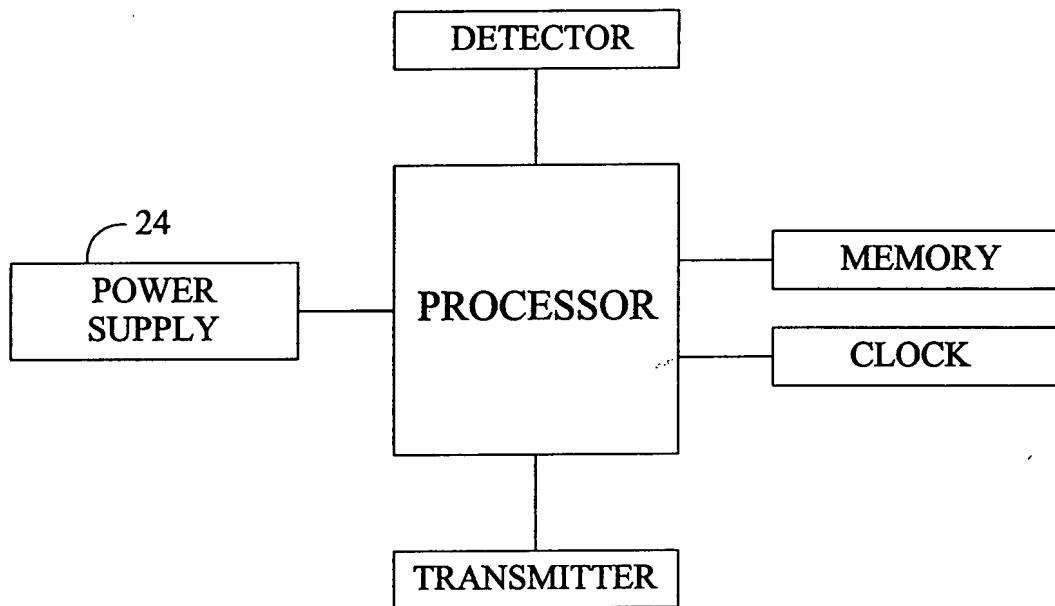 DETECTOR
24
POWER
SUPPLY
PROCESSOR
MEMORY
CLOCK
TRANSMITTER